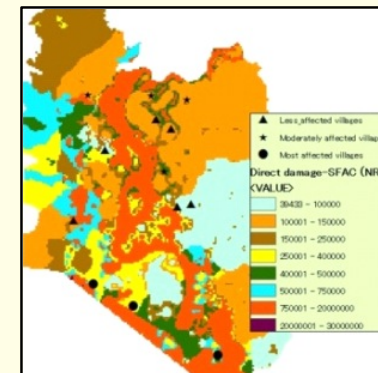 Less affected villages
Moderately affected villag
Most affected villages
Direct damage-SFAC (NR
<VALUE>
39433 - 100000
100001 - 150000
150001 - 250000
250001 - 400000
400001 - 500000
500001 - 750000
750001 - 20000000
20000001 - 30000000